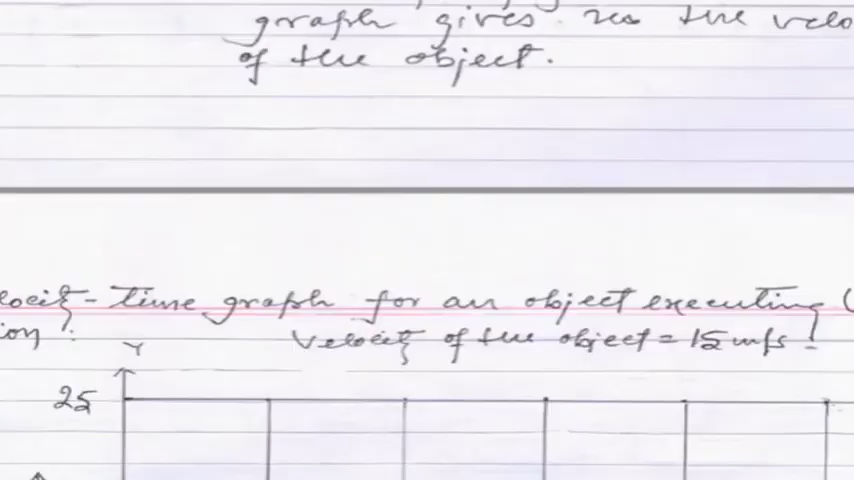 graph gives us the velo
of the object.
locity - time graph for an object executing (
ion :
Velocity of the object = 15 m/s !
Y
25